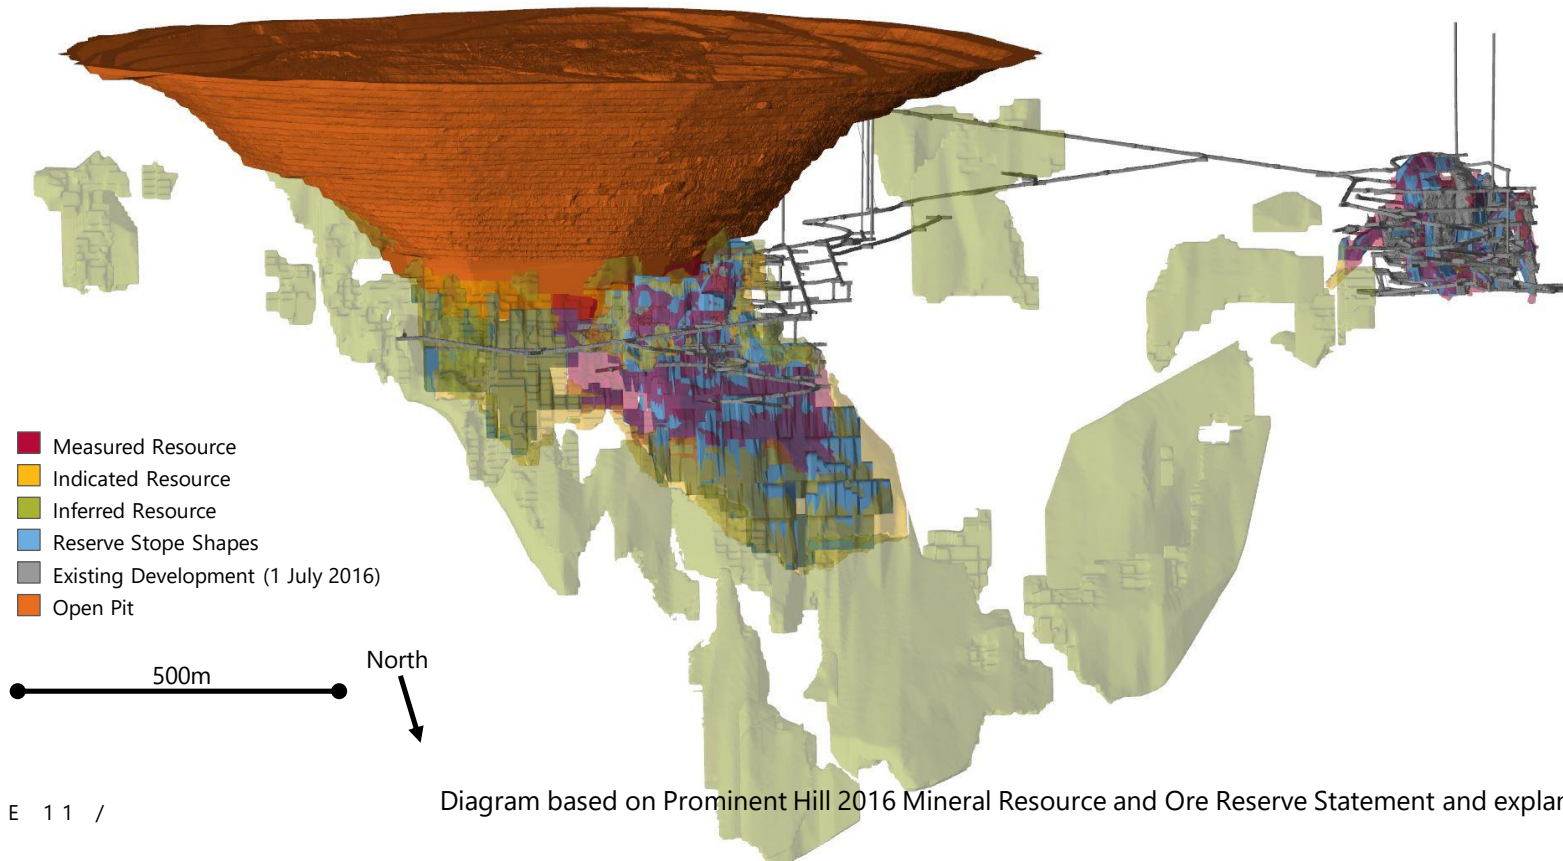 Measured Resource
Indicated Resource
Inferred Resource
Reserve Stope Shapes
Existing Development (1 July 2016)
Open Pit
500m
North
Diagram based on Prominent Hill 2016 Mineral Resource and Ore Reserve Statement and
E 11 /